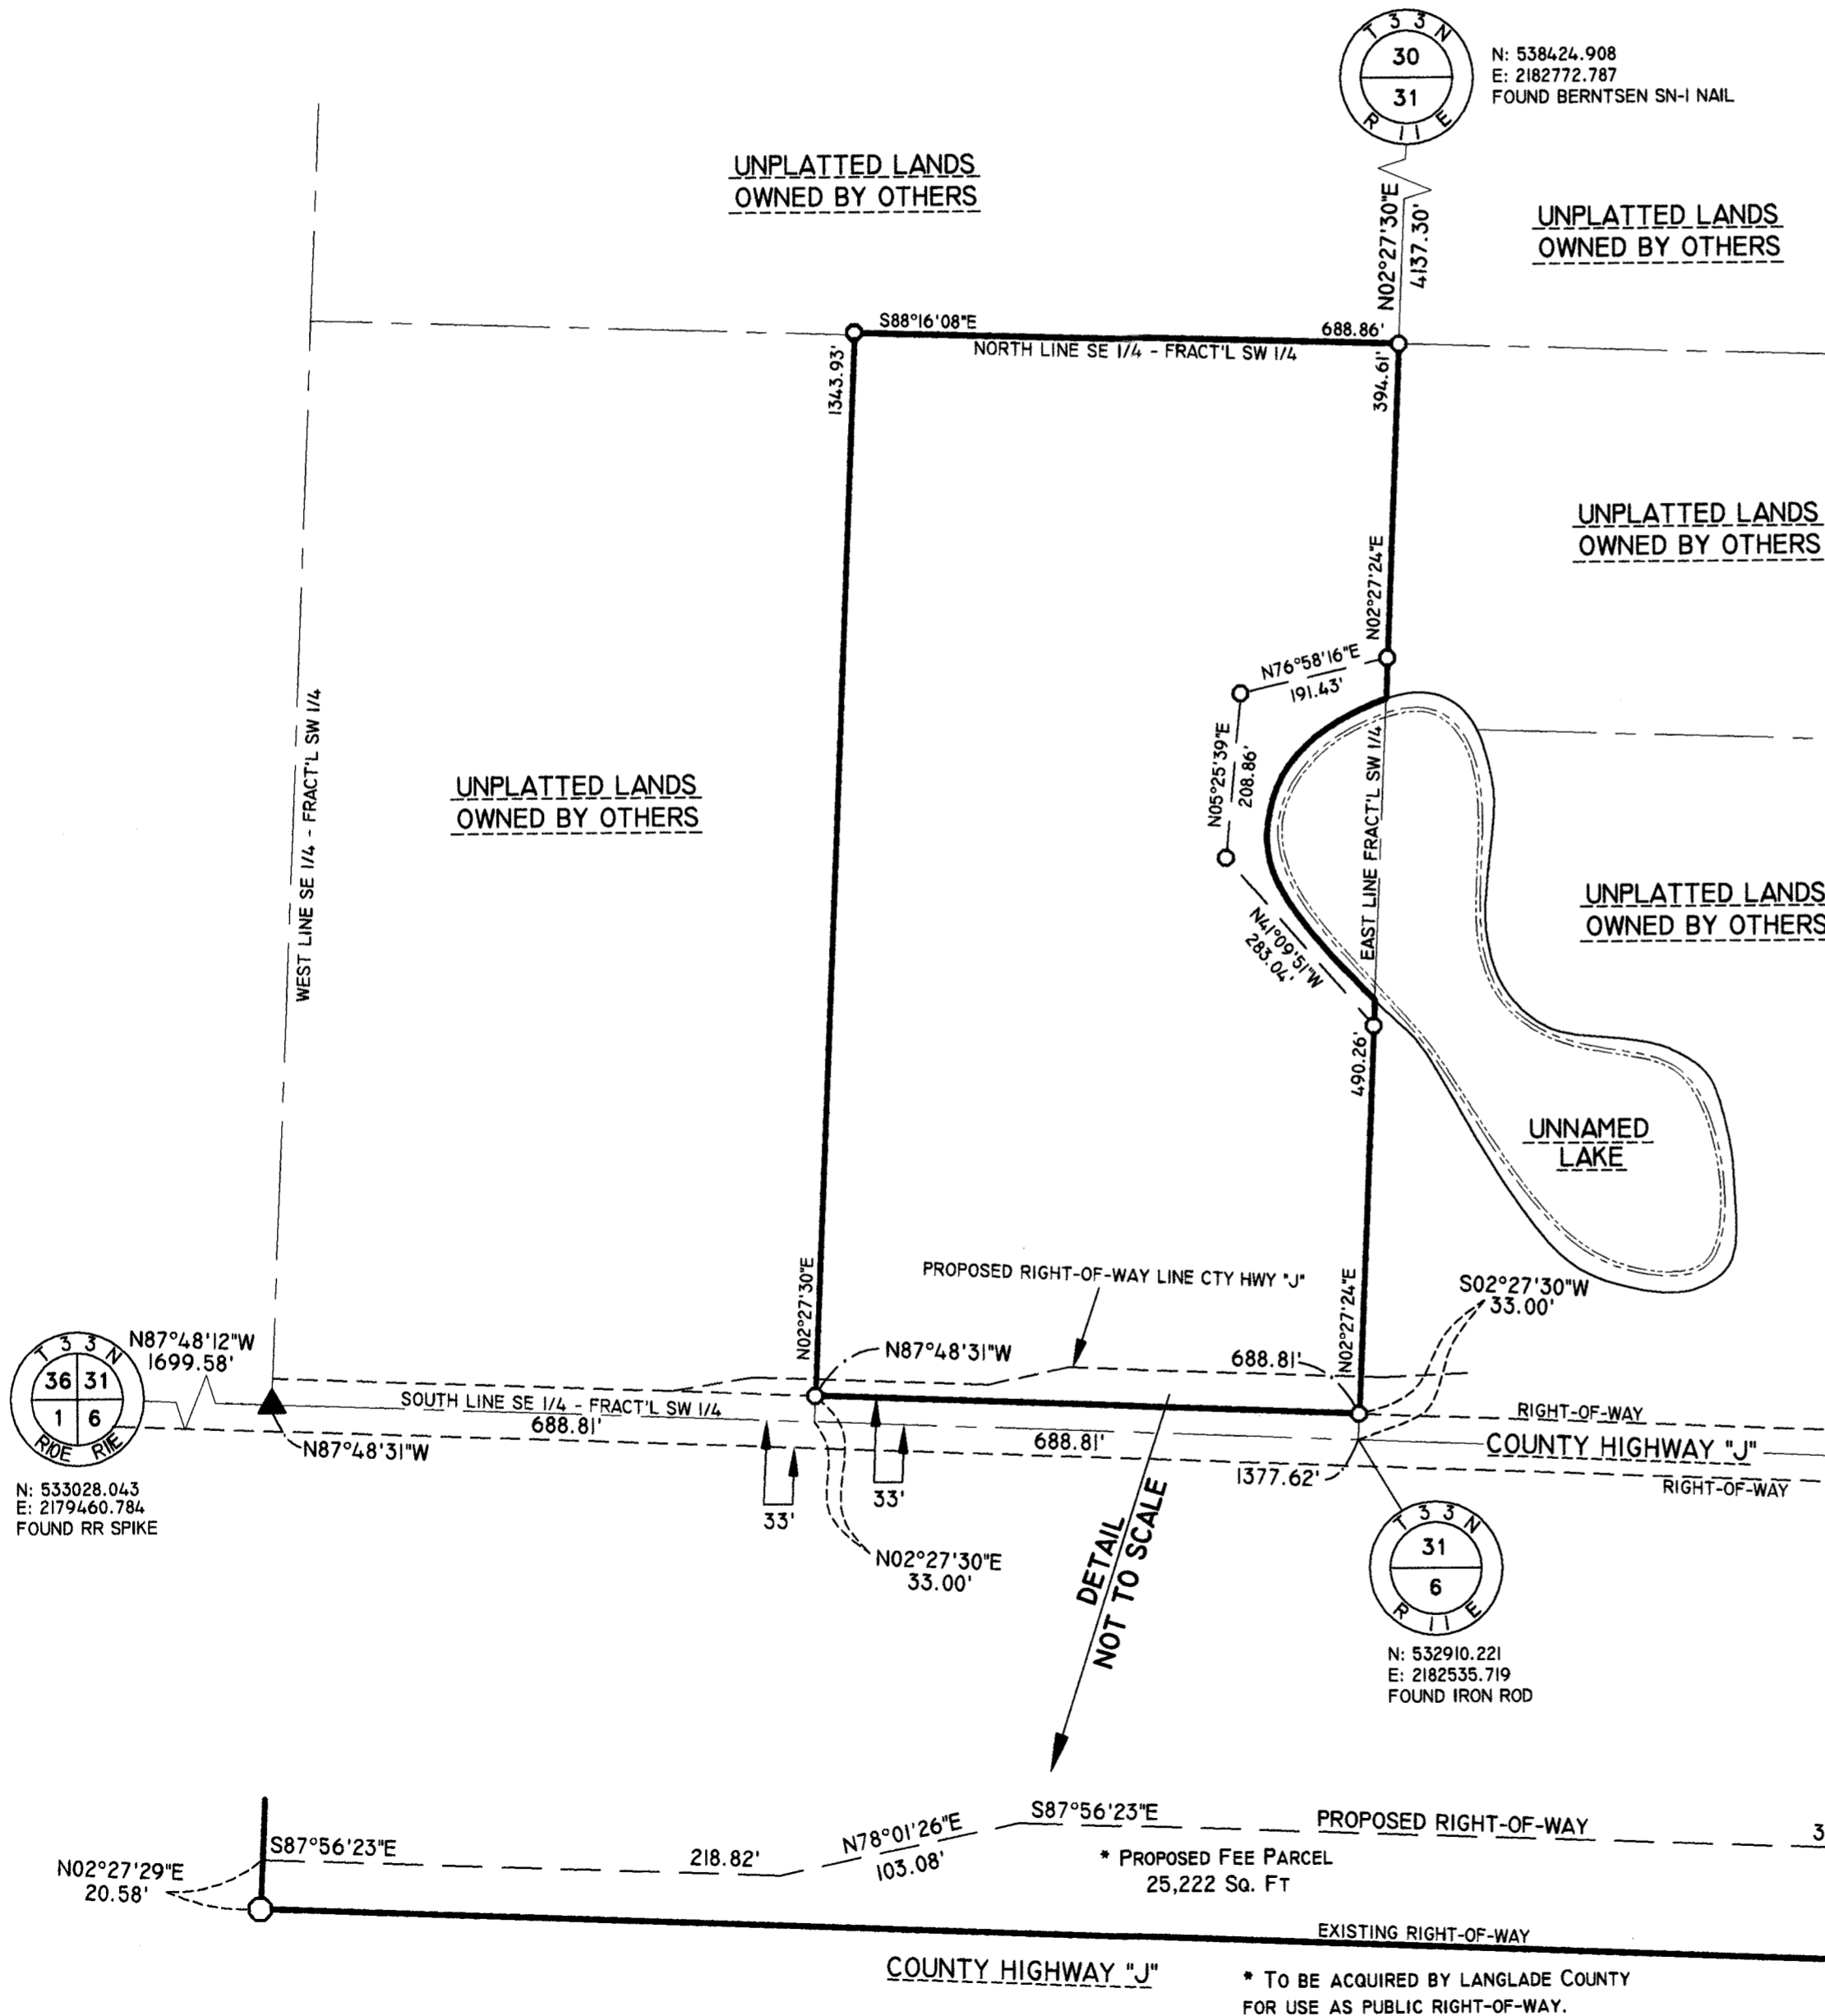 T 33N
30
31
R 11E
N: 538424.908
E: 2182772.787
FOUND BERNTSEN SN-1 NAIL
UNPLATTED LANDS
OWNED BY OTHERS
N02°27'30"E
4137.30'
UNPLATTED LANDS
OWNED BY OTHERS
S88°16'08"E
688.86'
NORTH LINE SE 1/4 - FRACT'L SW 1/4
1343.93'
394.61'
UNPLATTED LANDS
OWNED BY OTHERS
N02°27'24"E
N76°58'16"E
191.43'
N05°25'39"E
208.86'
EAST LINE FRACT'L SW 1/4
WEST LINE SE 1/4 - FRACT'L SW 1/4
UNPLATTED LANDS
OWNED BY OTHERS
UNPLATTED LANDS
OWNED BY OTHERS
N41°09'51"W
283.04'
490.26'
UNNAMED
LAKE
N02°27'30"E
PROPOSED RIGHT-OF-WAY LINE CTY HWY "J"
N02°27'24"E
S02°27'30"W
33.00'
T 33N
36 31
1 6
R10E R11E
N87°48'12"W
1699.58'
N87°48'31"W
688.81'
SOUTH LINE SE 1/4 - FRACT'L SW 1/4
688.81'
N87°48'31"W
688.81'
RIGHT-OF-WAY
COUNTY HIGHWAY "J"
1377.62'
RIGHT-OF-WAY
N: 533028.043
E: 2179460.784
FOUND RR SPIKE
33'
33'
N02°27'30"E
33.00'
DETAIL
NOT TO SCALE
T 33N
31
6
R 11E
N: 532910.221
E: 2182535.719
FOUND IRON ROD
S87°56'23"E
218.82'
N78°01'26"E
103.08'
S87°56'23"E
PROPOSED RIGHT-OF-WAY
3
N02°27'29"E
20.58'
* PROPOSED FEE PARCEL
25,222 SQ. FT
EXISTING RIGHT-OF-WAY
COUNTY HIGHWAY "J"
* TO BE ACQUIRED BY LANGLADE COUNTY
FOR USE AS PUBLIC RIGHT-OF-WAY.